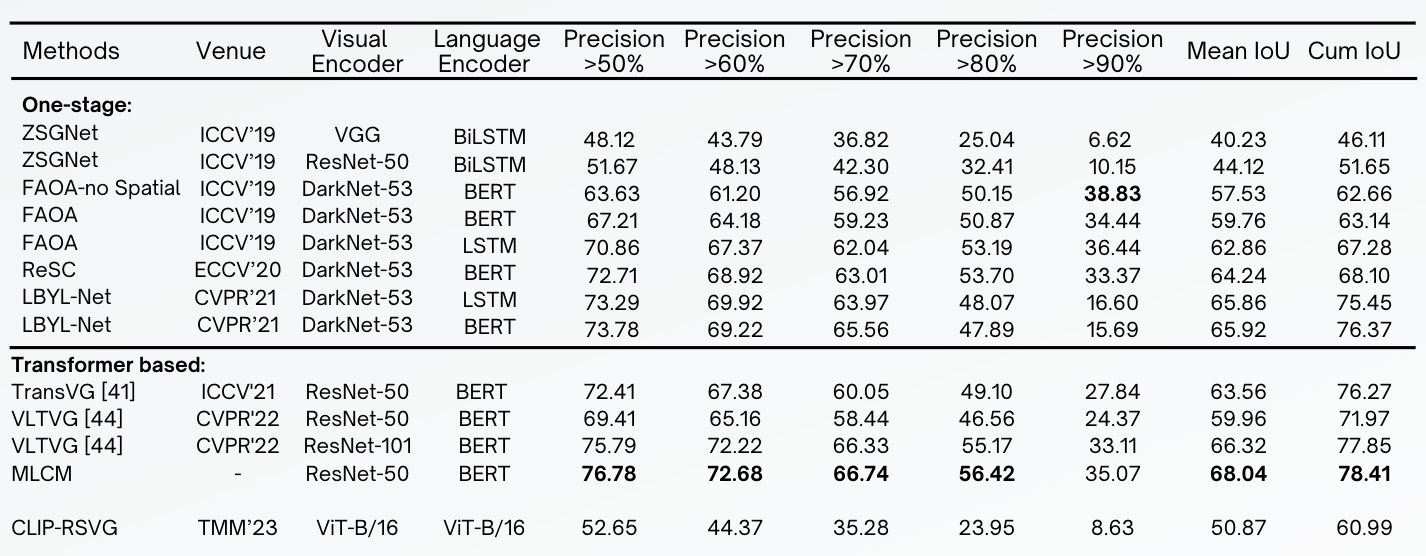 Methods Venue Visual Encoder Language Encoder Precision >50% Precision >60% Precision >70% Precision >80% Precision >90% Mean IoU Cum IoU
One-stage:
ZSGNet ICCV’19 VGG BiLSTM 48.12 43.79 36.82 25.04 6.62 40.23 46.11
ZSGNet ICCV’19 ResNet-50 BiLSTM 51.67 48.13 42.30 32.41 10.15 44.12 51.65
FAOA-no Spatial ICCV’19 DarkNet-53 BERT 63.63 61.20 56.92 50.15 38.83 57.53 62.66
FAOA ICCV’19 DarkNet-53 BERT 67.21 64.18 59.23 50.87 34.44 59.76 63.14
FAOA ICCV’19 DarkNet-53 LSTM 70.86 67.37 62.04 53.19 36.44 62.86 67.28
ReSC ECCV’20 DarkNet-53 BERT 72.71 68.92 63.01 53.70 33.37 64.24 68.10
LBYL-Net CVPR’21 DarkNet-53 LSTM 73.29 69.92 63.97 48.07 16.60 65.86 75.45
LBYL-Net CVPR’21 DarkNet-53 BERT 73.78 69.22 65.56 47.89 15.69 65.92 76.37
Transformer based:
TransVG [41] ICCV'21 ResNet-50 BERT 72.41 67.38 60.05 49.10 27.84 63.56 76.27
VLTVG [44] CVPR'22 ResNet-50 BERT 69.41 65.16 58.44 46.56 24.37 59.96 71.97
VLTVG [44] CVPR'22 ResNet-101 BERT 75.79 72.22 66.33 55.17 33.11 66.32 77.85
MLCM - ResNet-50 BERT 76.78 72.68 66.74 56.42 35.07 68.04 78.41
CLIP-RSVG TMM’23 ViT-B/16 ViT-B/16 52.65 44.37 35.28 23.95 8.63 50.87 60.99